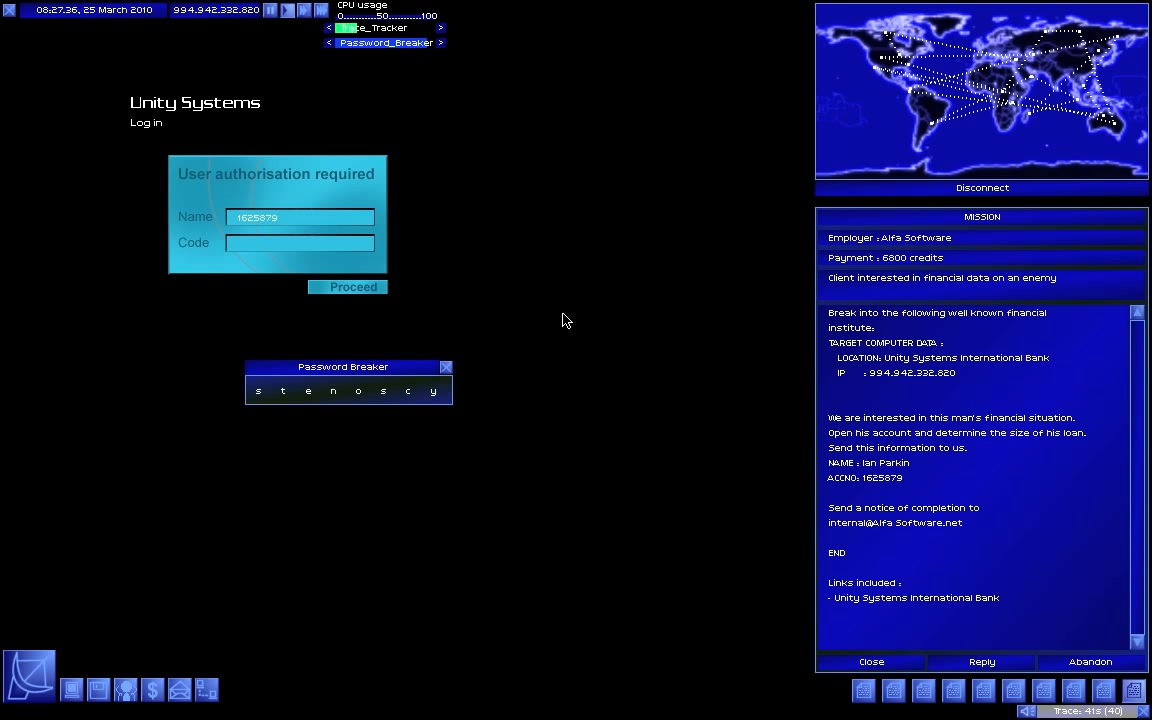 08:27.36, 25 March 2010
994.942.332.820
CPU usage
0........50........100
< ce_Tracker >
< Password_Breaker >
Unity Systems
Log in
User authorisation required
Name 1625879
Code
Proceed
Password Breaker
s t e n o s c y
Disconnect
MISSION
Employer : Alfa Software
Payment : 6800 credits
Client interested in financial data on an enemy
Break into the following well known financial
institute:
TARGET COMPUTER DATA :
LOCATION: Unity Systems International Bank
IP : 994.942.332.820
We are interested in this man's financial situation.
Open his account and determine the size of his loan.
Send this information to us.
NAME : Ian Parkin
ACCNO: 1625879
Send a notice of completion to
internal@Alfa Software.net
END
Links included :
- Unity Systems International Bank
Close
Reply
Abandon
Trace: 41s (40)